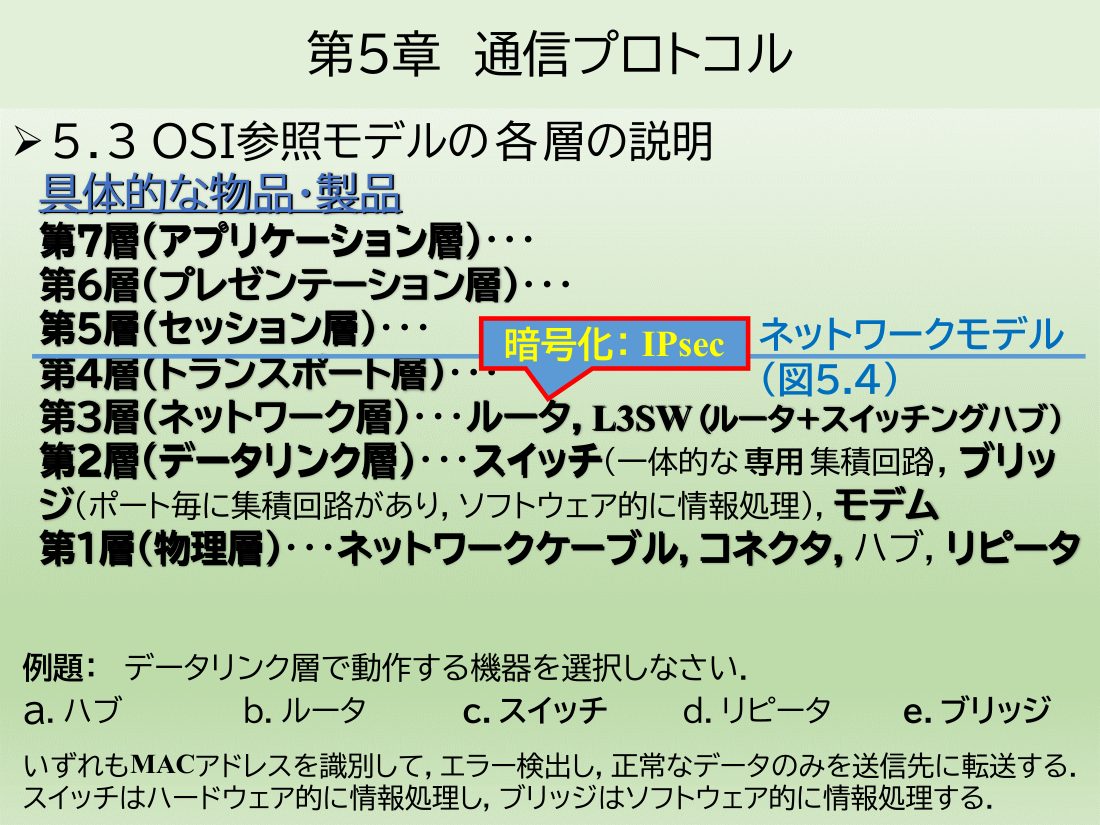 第5章　通信プロトコル
➢5.3 OSI参照モデルの各層の説明
具体的な物品・製品
第7層（アプリケーション層）・・・
第6層（プレゼンテーション層）・・・
第5層（セッション層）・・・
暗号化： IPsec
ネットワークモデル
（図5.4）
第4層（トランスポート層）・・・
第3層（ネットワーク層）・・・ルータ, L3SW（ルータ+スイッチングハブ）
第2層（データリンク層）・・・スイッチ（一体的な専用集積回路）, ブリッ
ジ（ポート毎に集積回路があり, ソフトウェア的に情報処理）, モデム
第1層（物理層）・・・ネットワークケーブル, コネクタ, ハブ, リピータ
例題：　データリンク層で動作する機器を選択しなさい.
a. ハブ　b. ルータ　c. スイッチ　d. リピータ　e. ブリッジ
いずれもMACアドレスを識別して, エラー検出し, 正常なデータのみを送信先に転送する.
スイッチはハードウェア的に情報処理し, ブリッジはソフトウェア的に情報処理する.